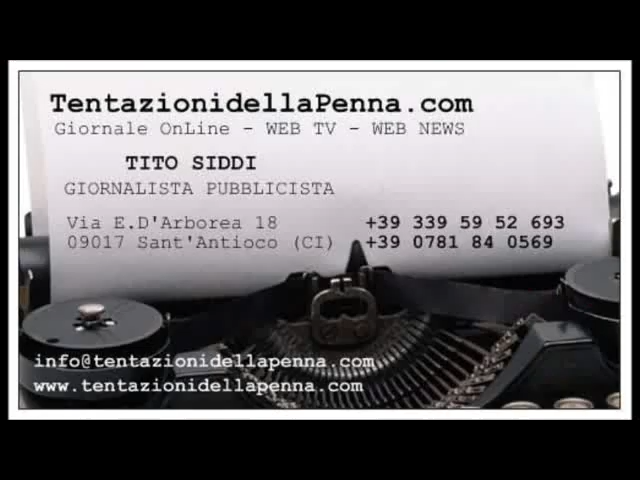 TentazionidellaPenna.com
Giornale OnLine - WEB TV - WEB NEWS
TITO SIDDI
GIORNALISTA PUBBLICISTA
Via E.D'Arborea 18 +39 339 59 52 693
09017 Sant'Antioco (CI) +39 0781 84 0569
info@tentazionidellapenna.com
www.tentazionidellapenna.com